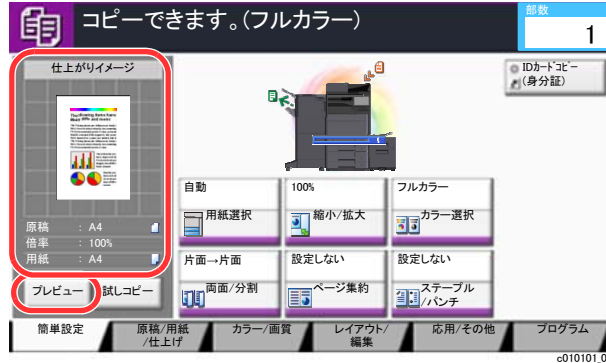 コピーできます。(フルカラー)
部数
1
仕上がりイメージ
IDカードコピー
(身分証)
原稿 : A4
倍率 : 100%
用紙 : A4
プレビュー
試しコピー
自動
用紙選択
100%
縮小/拡大
フルカラー
カラー選択
片面→片面
両面/分割
設定しない
ページ集約
設定しない
ステープル
/パンチ
簡単設定
原稿/用紙
/仕上げ
カラー/画質
レイアウト/
編集
応用/その他
プログラム
c010101_0